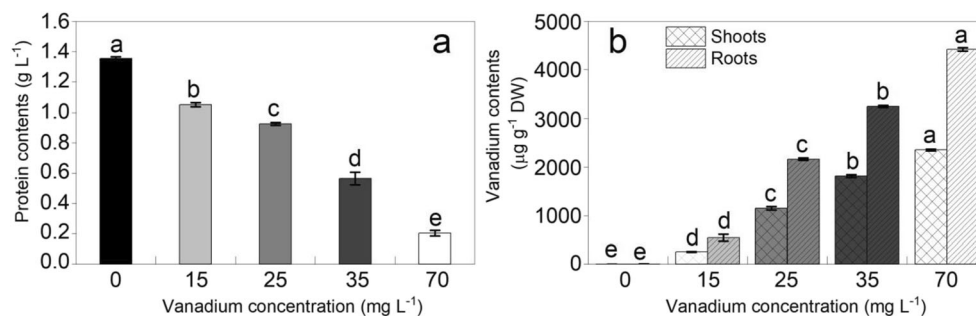 a
Protein contents (g L⁻¹)
1.6
1.4
1.2
1.0
0.8
0.6
0.4
0.2
0.0
a
b
c
d
e
0 15 25 35 70
Vanadium concentration (mg L⁻¹)
b
Shoots
Roots
Vanadium contents
(µg g⁻¹ DW)
5000
4000
3000
2000
1000
0
e e
d d
c c
b b
a a
0 15 25 35 70
Vanadium concentration (mg L⁻¹)